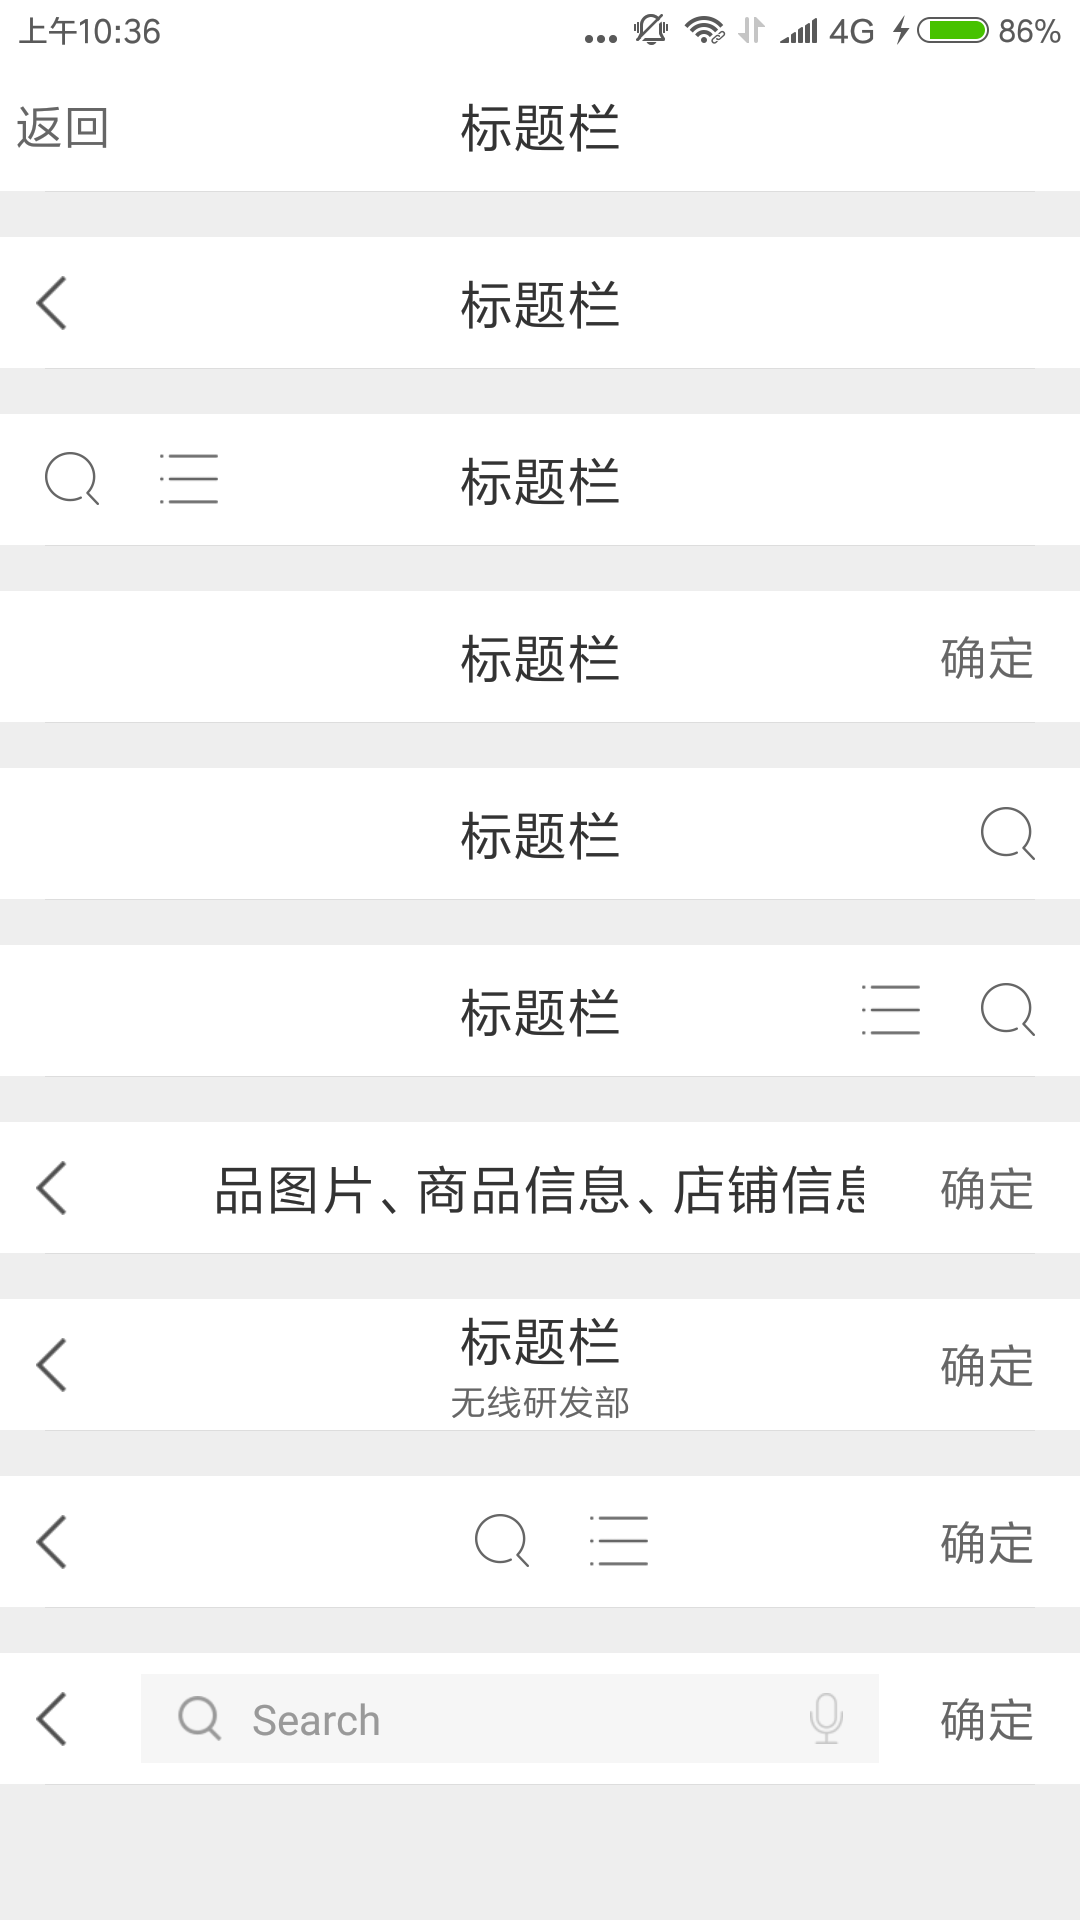 上午10:36 ... 4G 86%
返回 标题栏
标题栏
标题栏
标题栏 确定
标题栏
标题栏
品图片、商品信息、店铺信息 确定
标题栏 确定
无线研发部
确定
Search 确定